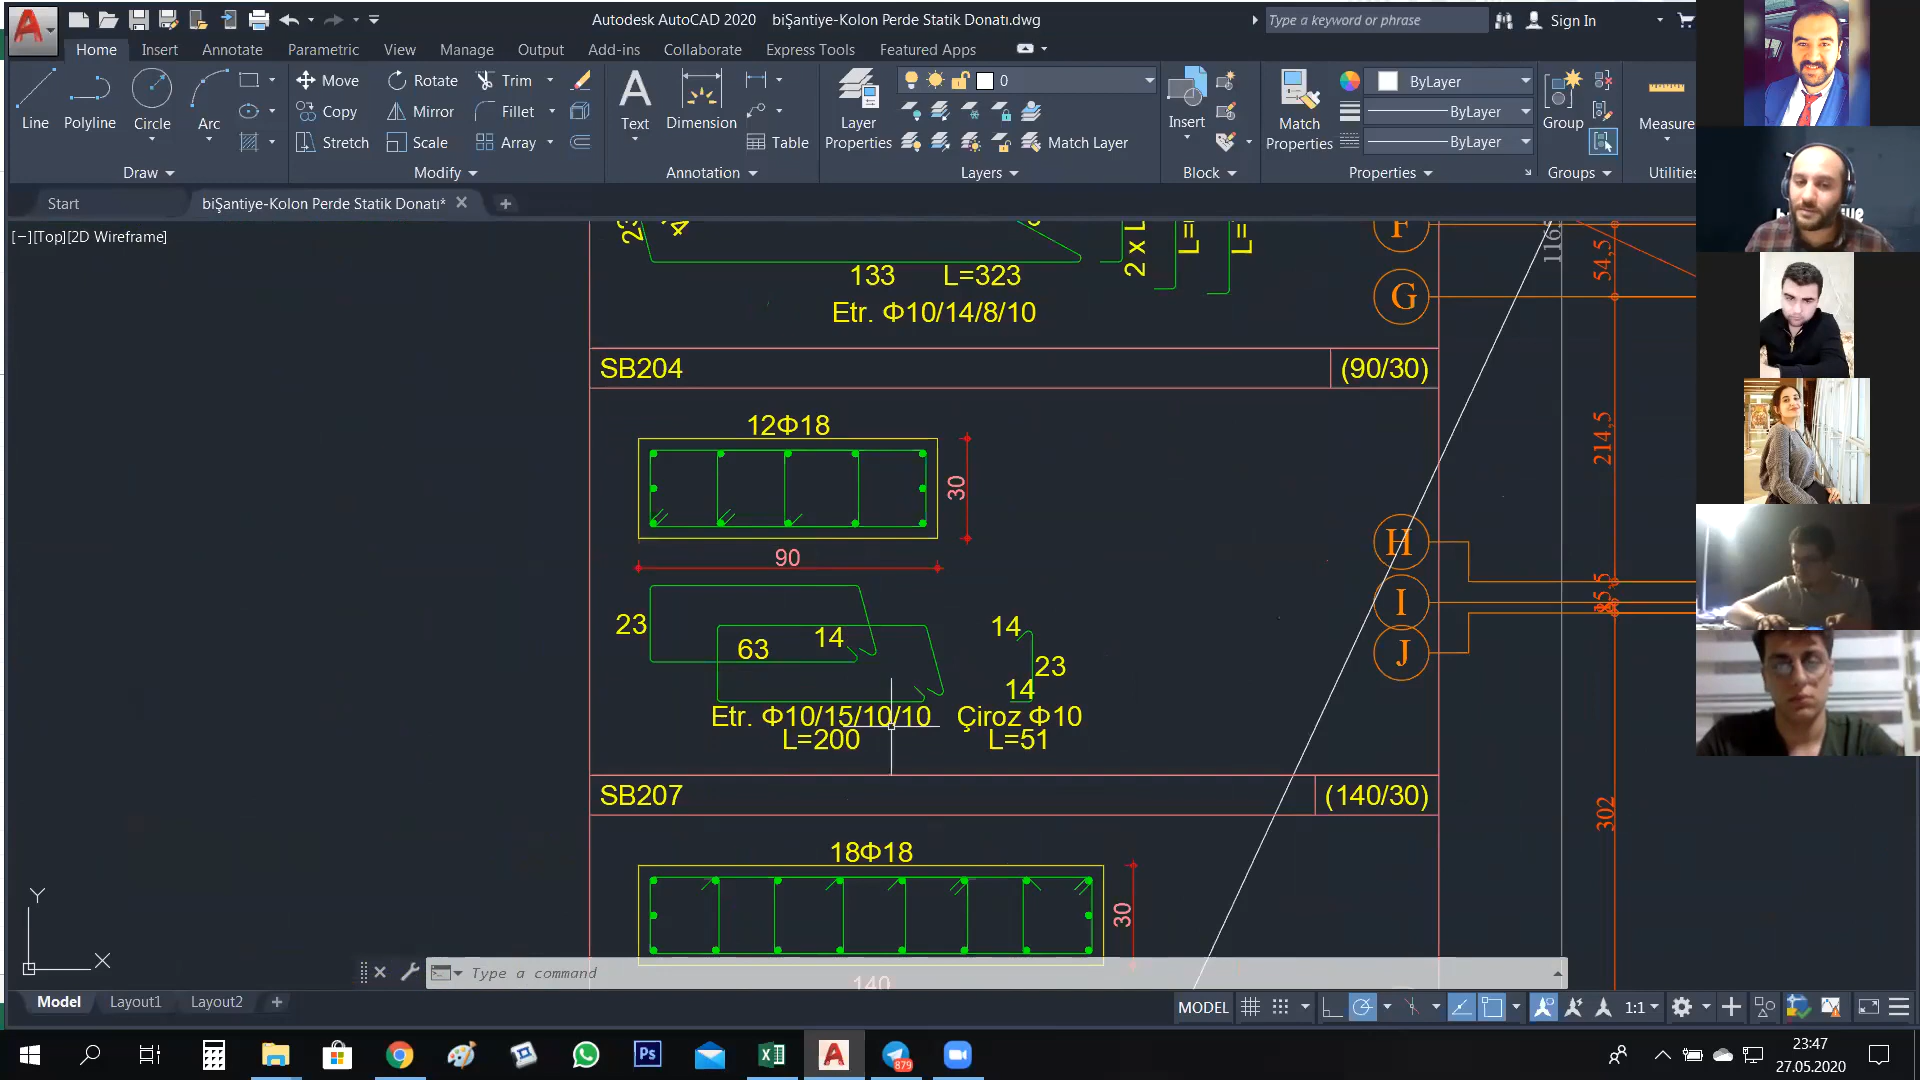 Autodesk AutoCAD 2020 biŞantiye-Kolon Perde Statik Donatı.dwg
Type a keyword or phrase
Sign In
Home Insert Annotate Parametric View Manage Output Add-ins Collaborate Express Tools Featured Apps
Line Polyline Circle Arc
Move Rotate Trim
Copy Mirror Fillet
Stretch Scale Array
Text Dimension Table
Layer Properties
0
Match Layer
Insert
Match Properties
ByLayer
ByLayer
ByLayer
Group
Measure
Draw Modify Annotation Layers Block Properties Groups Utilities
Start biŞantiye-Kolon Perde Statik Donatı*
[−][Top][2D Wireframe]
133 L=323
2 x L
L=
L=
Etr. Φ10/14/8/10
F
G
116
54,5
SB204 (90/30)
12Φ18
30
90
214,5
H
I
J
23
63
14
14
23
14
Etr. Φ10/15/10/10 Çiroz Φ10
L=200 L=51
SB207 (140/30)
302
18Φ18
30
140
Y
X
Type a command
Model Layout1 Layout2
MODEL
1:1
879
23:47
27.05.2020